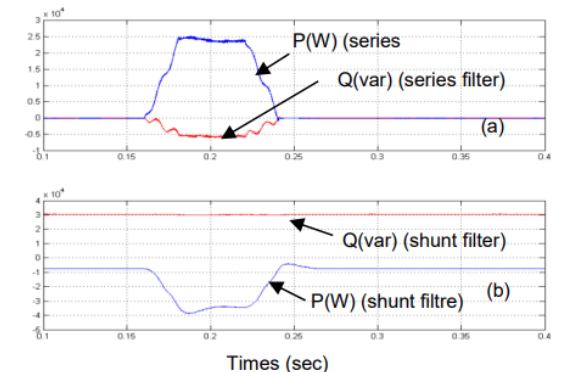 x 10⁴
3
2.5
2
1.5
1
0.5
0
-0.5
-1
P(W) (series
Q(var) (series filter)
(a)
0.1 0.15 0.2 0.25 0.3 0.35 0.4
x 10⁴
4
3
2
1
0
-1
-2
-3
-4
-5
Q(var) (shunt filter)
P(W) (shunt filtre)
(b)
0.1 0.15 0.2 0.25 0.3 0.35 0.4
Times (sec)